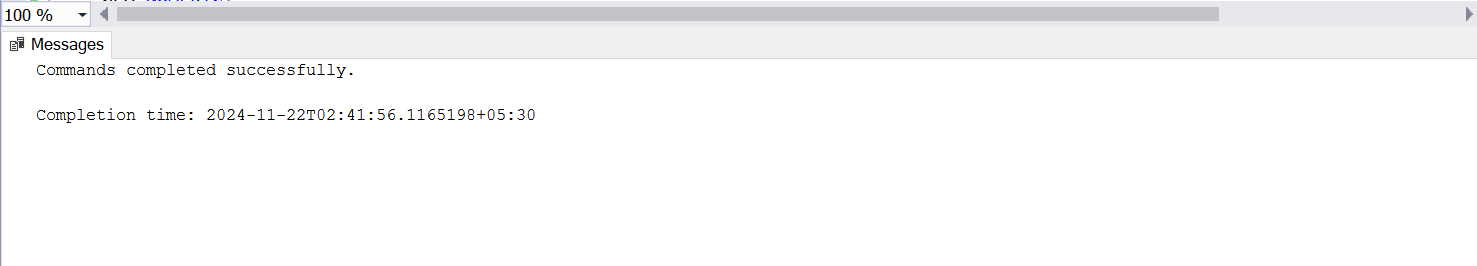 100 %
Messages
Commands completed successfully.
Completion time: 2024-11-22T02:41:56.1165198+05:30